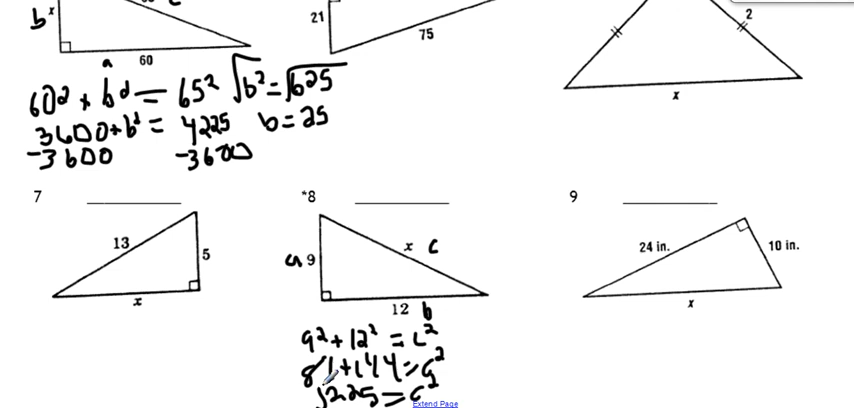 b x 21 2
a 60 75
x
60² + b² = 65² √b² = √625
3600 + b² = 4225 b = 25
-3600 -3600
7 *8 9
13 5 a 9 x c 24 in. 10 in.
x 12 b x
9² + 12² = c²
81 + 144 = c²
√225 = c²
Extend Page